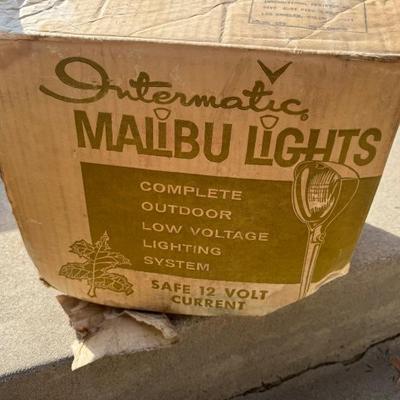 Intermatic
MALIBU LIGHTS
COMPLETE
OUTDOOR
LOW VOLTAGE
LIGHTING
SYSTEM
SAFE 12 VOLT
CURRENT